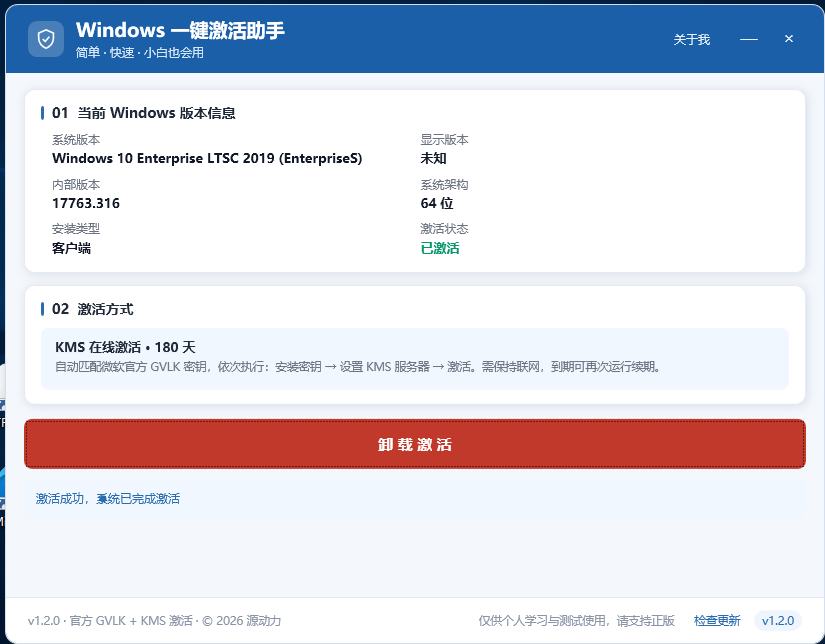 Windows 一键激活助手
简单 · 快速 · 小白也会用
关于我
01 当前 Windows 版本信息
系统版本
显示版本
Windows 10 Enterprise LTSC 2019 (EnterpriseS)
未知
内部版本
系统架构
17763.316
64 位
安装类型
激活状态
客户端
已激活
02 激活方式
KMS 在线激活 • 180 天
自动匹配微软官方 GVLK 密钥，依次执行：安装密钥 → 设置 KMS 服务器 → 激活。需保持联网，到期可再次运行续期。
卸载激活
激活成功，系统已完成激活
v1.2.0 · 官方 GVLK + KMS 激活 · © 2026 源动力
仅供个人学习与测试使用，请支持正版
检查更新
v1.2.0